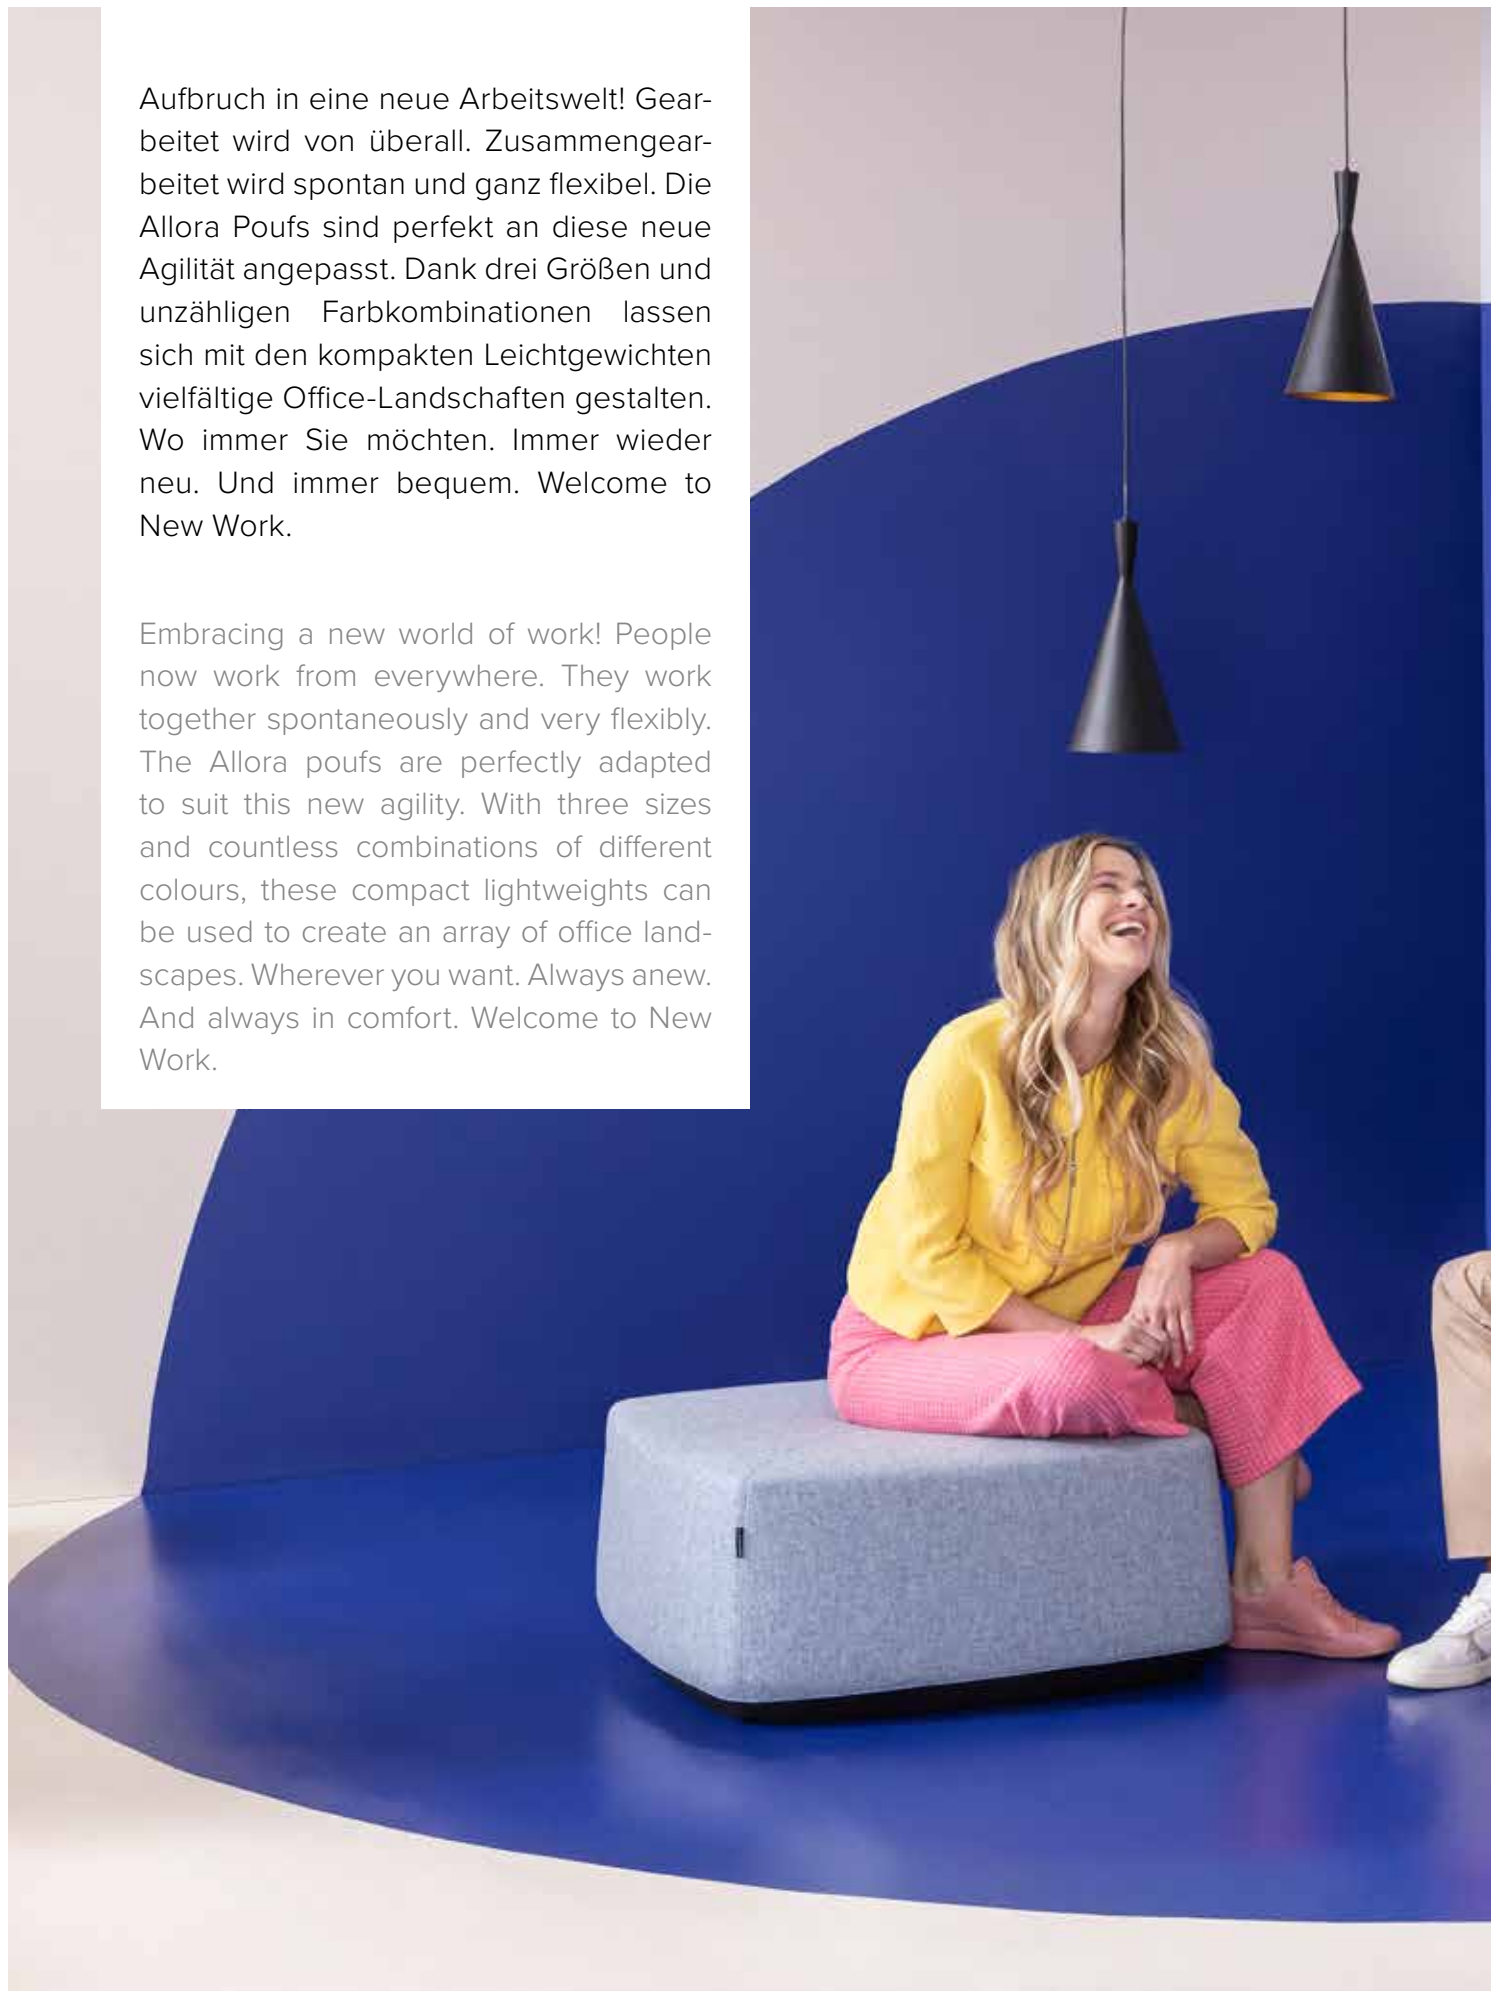 Aufbruch in eine neue Arbeitswelt! Gear-
beitet wird von überall. Zusammengear-
beitet wird spontan und ganz flexibel. Die
Allora Poufs sind perfekt an diese neue
Agilität angepasst. Dank drei Größen und
unzähligen Farbkombinationen lassen
sich mit den kompakten Leichtgewichten
vielfältige Office-Landschaften gestalten.
Wo immer Sie möchten. Immer wieder
neu. Und immer bequem. Welcome to
New Work.
Embracing a new world of work! People
now work from everywhere. They work
together spontaneously and very flexibly.
The Allora poufs are perfectly adapted
to suit this new agility. With three sizes
and countless combinations of different
colours, these compact lightweights can
be used to create an array of office land-
scapes. Wherever you want. Always anew.
And always in comfort. Welcome to New
Work.